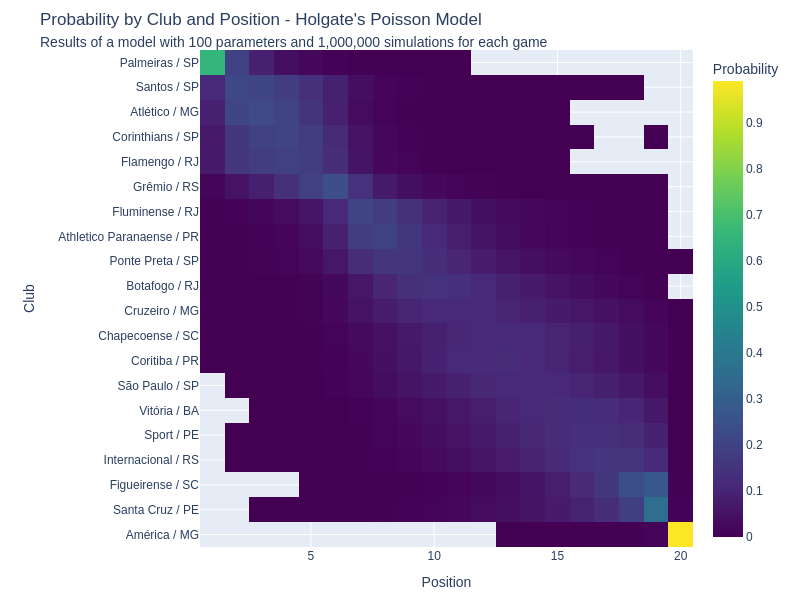 Probability by Club and Position - Holgate's Poisson Model
Results of a model with 100 parameters and 1,000,000 simulations for each game
Probability
Club
Palmeiras / SP
Santos / SP
Atlético / MG
Corinthians / SP
Flamengo / RJ
Grêmio / RS
Fluminense / RJ
Athletico Paranaense / PR
Ponte Preta / SP
Botafogo / RJ
Cruzeiro / MG
Chapecoense / SC
Coritiba / PR
São Paulo / SP
Vitória / BA
Sport / PE
Internacional / RS
Figueirense / SC
Santa Cruz / PE
América / MG
0.9
0.8
0.7
0.6
0.5
0.4
0.3
0.2
0.1
0
5
10
15
20
Position